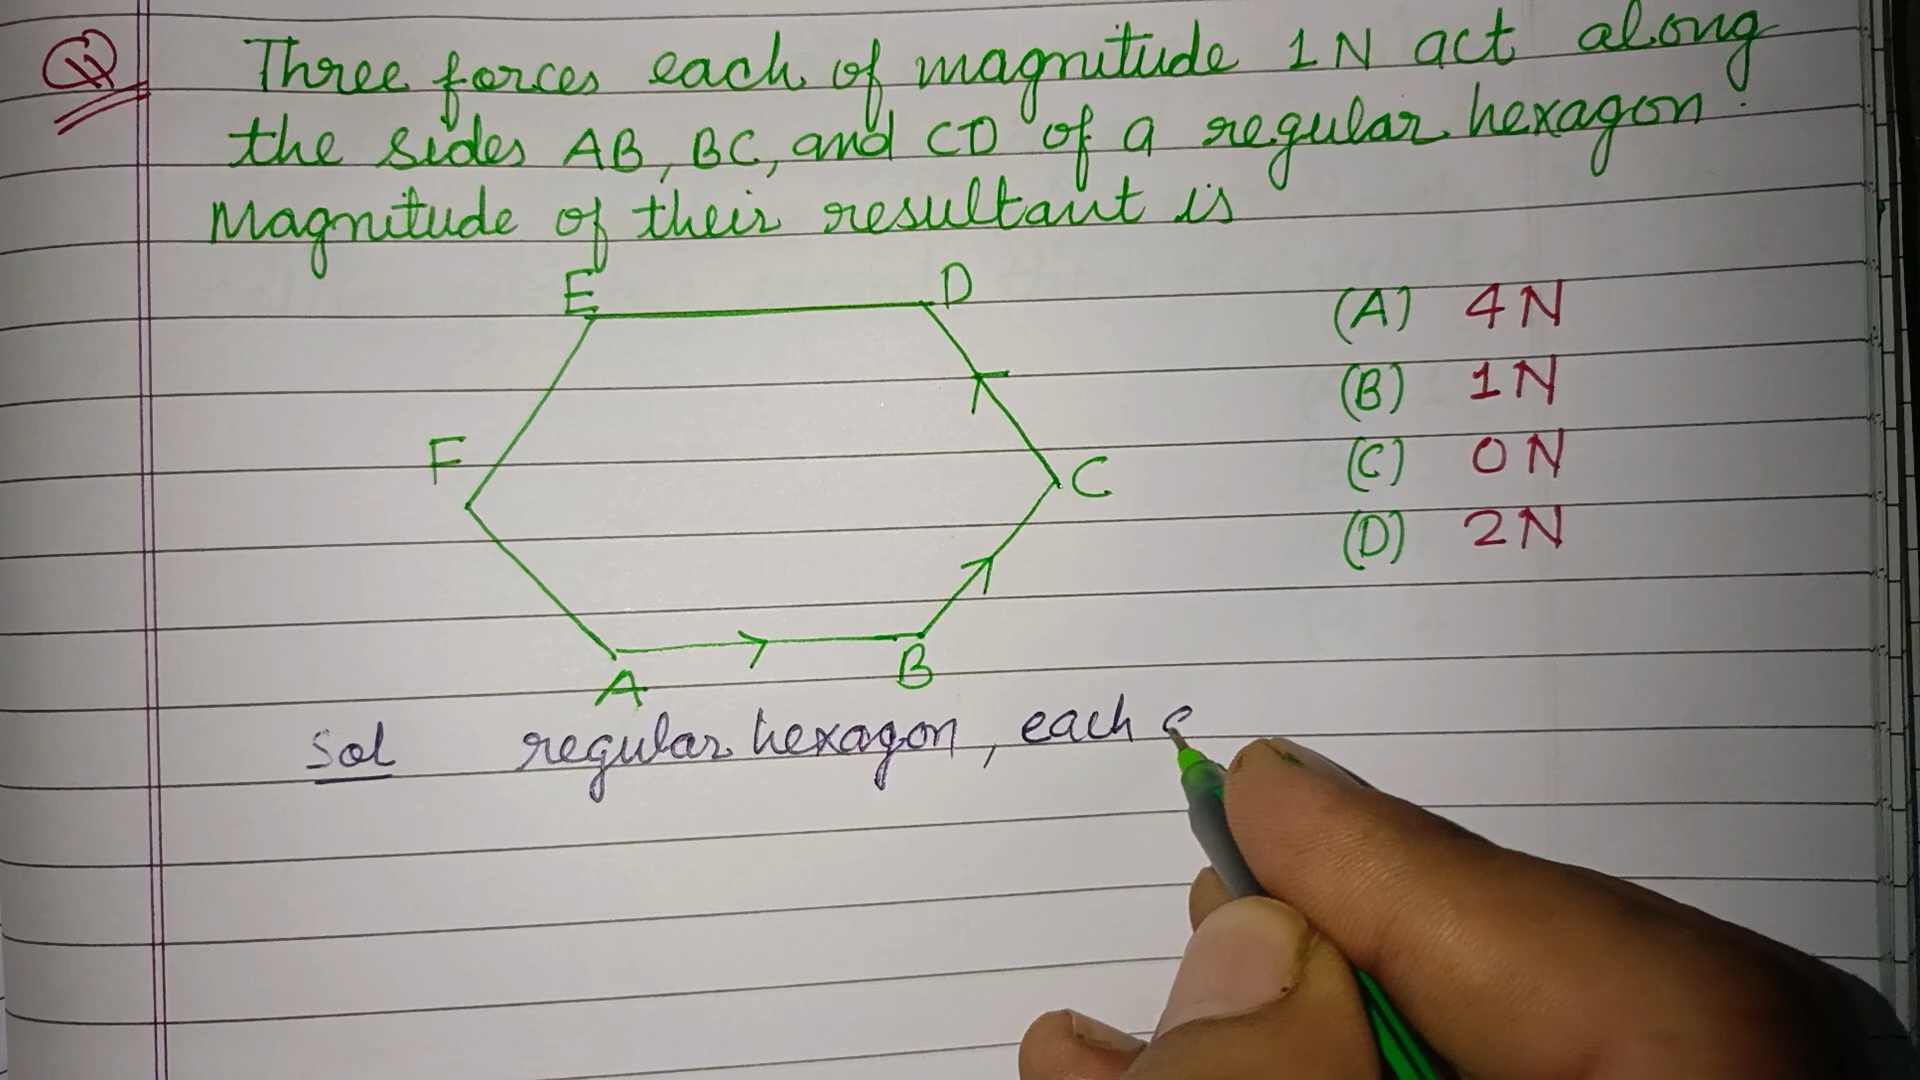 Q
Three forces each of magnitude 1N act along
the sides AB, BC, and CD of a regular hexagon.
Magnitude of their resultant is
E
D
F
C
A
B
(A) 4N
(B) 1N
(C) 0N
(D) 2N
Sol regular hexagon, each